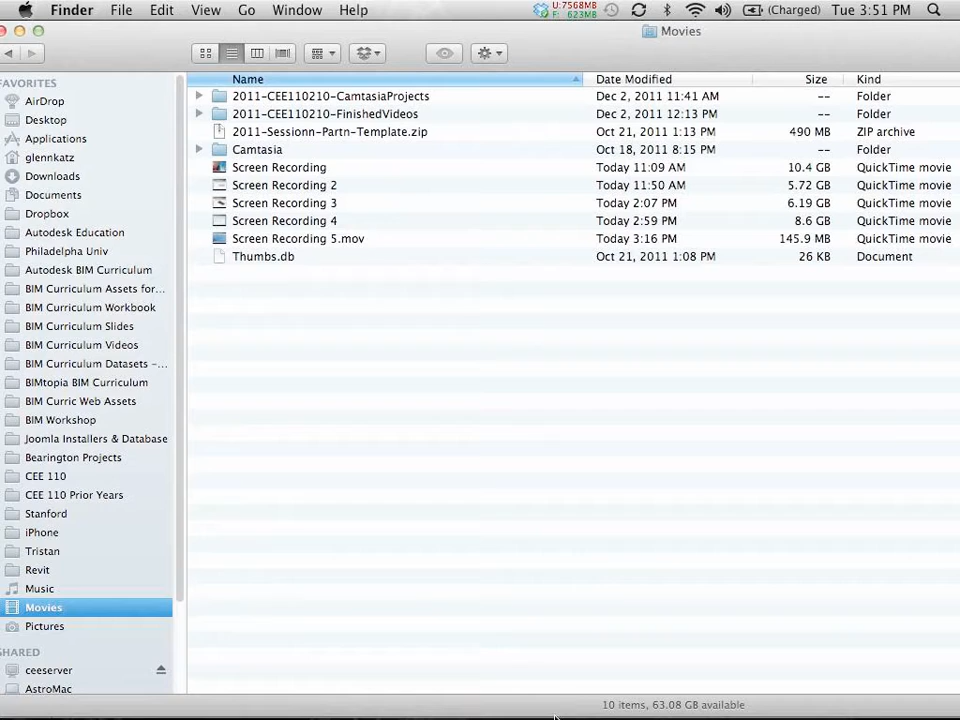 Finder File Edit View Go Window Help U: 7568MB F: 623MB (Charged) Tue 3:51 PM
Movies
FAVORITES
AirDrop
Desktop
Applications
glennkatz
Downloads
Documents
Dropbox
Autodesk Education
Philadelpha Univ
Autodesk BIM Curriculum
BIM Curriculum Assets for...
BIM Curriculum Workbook
BIM Curriculum Slides
BIM Curriculum Videos
BIM Curriculum Datasets -...
BIMtopia BIM Curriculum
BIM Curric Web Assets
BIM Workshop
Joomla Installers & Database
Bearington Projects
CEE 110
CEE 110 Prior Years
Stanford
iPhone
Tristan
Revit
Music
Movies
Pictures
SHARED
ceeserver
AstroMac
Name Date Modified Size Kind
2011-CEE110210-CamtasiaProjects Dec 2, 2011 11:41 AM -- Folder
2011-CEE110210-FinishedVideos Dec 2, 2011 12:13 PM -- Folder
2011-Sessionn-Partn-Template.zip Oct 21, 2011 1:13 PM 490 MB ZIP archive
Camtasia Oct 18, 2011 8:15 PM -- Folder
Screen Recording Today 11:09 AM 10.4 GB QuickTime movie
Screen Recording 2 Today 11:50 AM 5.72 GB QuickTime movie
Screen Recording 3 Today 2:07 PM 6.19 GB QuickTime movie
Screen Recording 4 Today 2:59 PM 8.6 GB QuickTime movie
Screen Recording 5.mov Today 3:16 PM 145.9 MB QuickTime movie
Thumbs.db Oct 21, 2011 1:08 PM 26 KB Document
10 items, 63.08 GB available